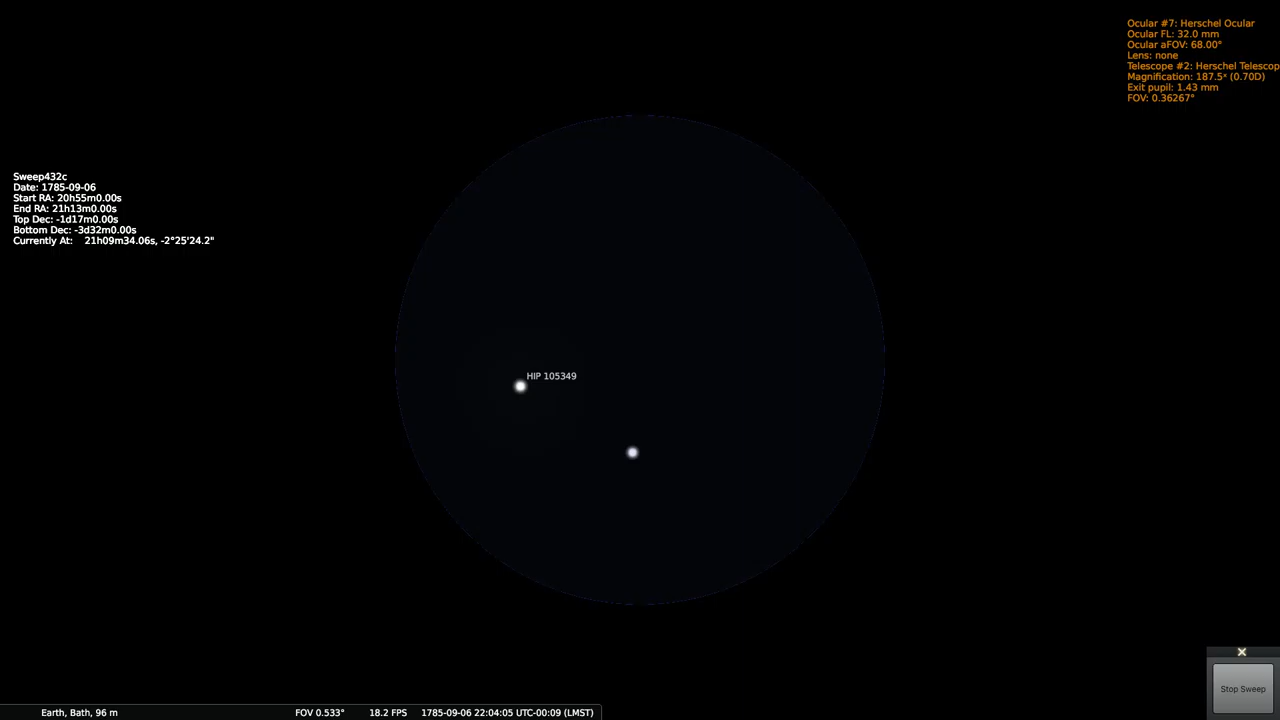 Ocular #7: Herschel Ocular
Ocular FL: 32.0 mm
Ocular aFOV: 68.00°
Lens: none
Telescope #2: Herschel Telescop
Magnification: 187.5ˣ (0.70D)
Exit pupil: 1.43 mm
FOV: 0.36267°
Sweep432c
Date: 1785-09-06
Start RA: 20h55m0.00s
End RA: 21h13m0.00s
Top Dec: -1d17m0.00s
Bottom Dec: -3d32m0.00s
Currently At: 21h09m34.06s, -2°25'24.2"
HIP 105349
Stop Sweep
Earth, Bath, 96 m FOV 0.533° 18.2 FPS 1785-09-06 22:04:05 UTC-00:09 (LMST)